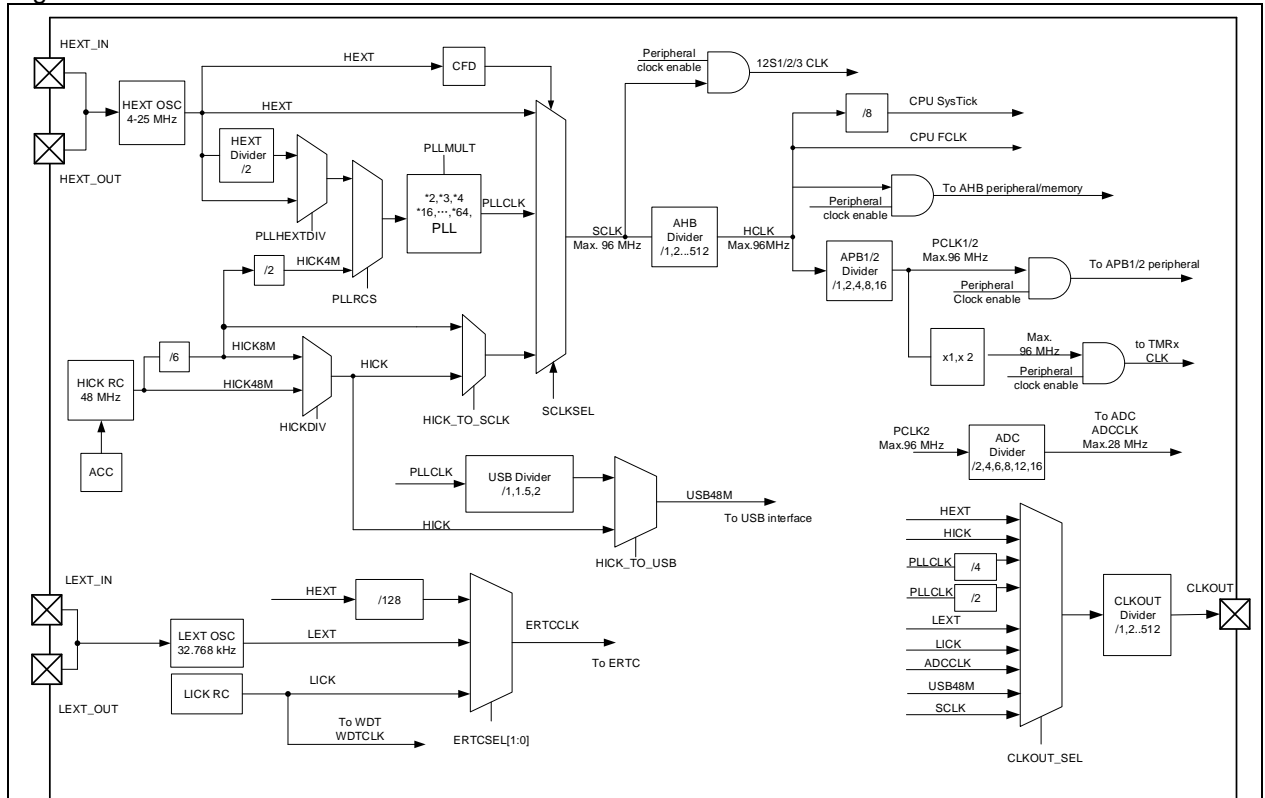 HEXT_IN
HEXT_OUT
HEXT OSC
4-25 MHz
HEXT
CFD
HEXT
HEXT
Divider
/2
PLLHEXTDIV
PLLMULT
*2,*3,*4
*16,···,*64,
PLL
PLLCLK
/2
HICK4M
PLLRCS
HICK RC
48 MHz
ACC
/6
HICK8M
HICK48M
HICKDIV
HICK
HICK_TO_SCLK
SCLKSEL
SCLK
Max. 96 MHz
Peripheral
clock enable
12S1/2/3 CLK
AHB
Divider
/1,2...512
HCLK
Max.96MHz
/8
CPU SysTick
CPU FCLK
To AHB peripheral/memory
Peripheral
clock enable
APB1/2
Divider
/1,2,4,8,16
PCLK1/2
Max.96 MHz
To APB1/2 peripheral
Peripheral
Clock enable
x1,x 2
Max.
96 MHz
to TMRx
CLK
Peripheral
clock enable
PCLK2
Max.96 MHz
ADC
Divider
/2,4,6,8,12,16
To ADC
ADCCLK
Max.28 MHz
PLLCLK
USB Divider
/1,1.5,2
HICK
HICK_TO_USB
USB48M
To USB interface
LEXT_IN
LEXT_OUT
LEXT OSC
32.768 kHz
LICK RC
HEXT
/128
LEXT
LICK
To WDT
WDTCLK
ERTCSEL[1:0]
ERTCCLK
To ERTC
HEXT
HICK
PLLCLK
/4
PLLCLK
/2
LEXT
LICK
ADCCLK
USB48M
SCLK
CLKOUT_SEL
CLKOUT
Divider
/1,2..512
CLKOUT